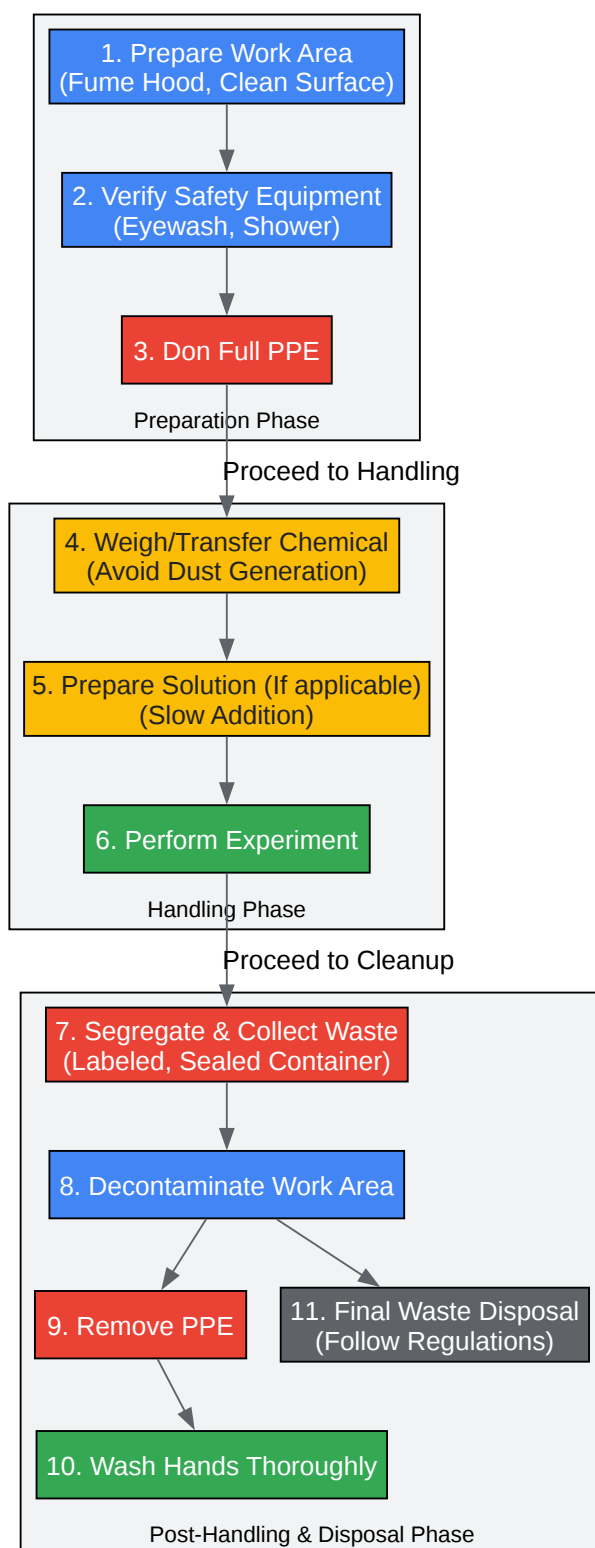 1. Prepare Work Area
(Fume Hood, Clean Surface)
2. Verify Safety Equipment
(Eyewash, Shower)
3. Don Full PPE
Preparation Phase
Proceed to Handling
4. Weigh/Transfer Chemical
(Avoid Dust Generation)
5. Prepare Solution (If applicable)
(Slow Addition)
6. Perform Experiment
Handling Phase
Proceed to Cleanup
7. Segregate & Collect Waste
(Labeled, Sealed Container)
8. Decontaminate Work Area
9. Remove PPE
11. Final Waste Disposal
(Follow Regulations)
10. Wash Hands Thoroughly
Post-Handling & Disposal Phase